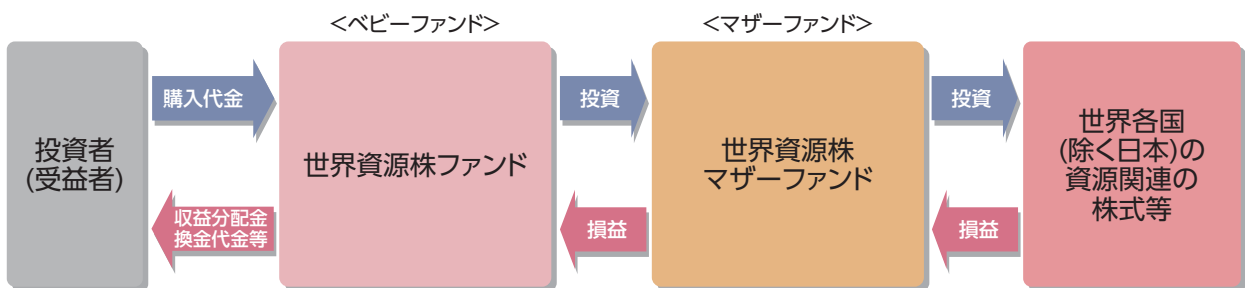 <ベビーファンド>
<マザーファンド>
投資者
(受益者)
購入代金
収益分配金
換金代金等
世界資源株ファンド
投資
損益
世界資源株
マザーファンド
投資
損益
世界各国
(除く日本)の
資源関連の
株式等